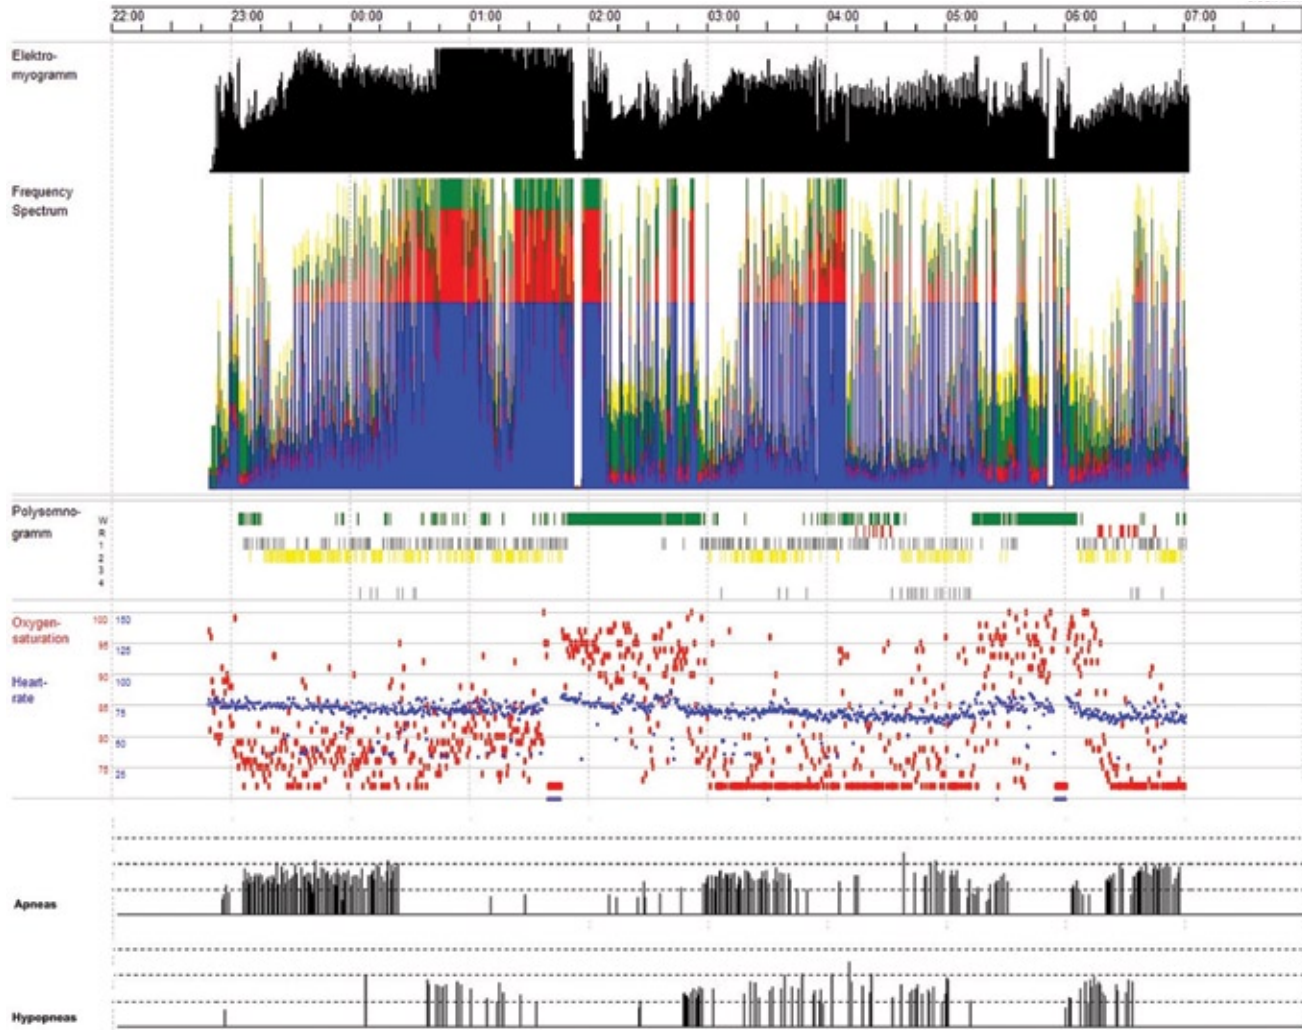 22:00 23:00 00:00 01:00 02:00 03:00 04:00 05:00 06:00 07:00
Elektro-
myogramm
Frequency
Spectrum
Polysomno-
gramm
W
R
1
2
3
4
Oxygen-
saturation
100 150
95 125
Heart-
rate
90 100
85 75
80 50
75 25
Apneas
Hypopneas